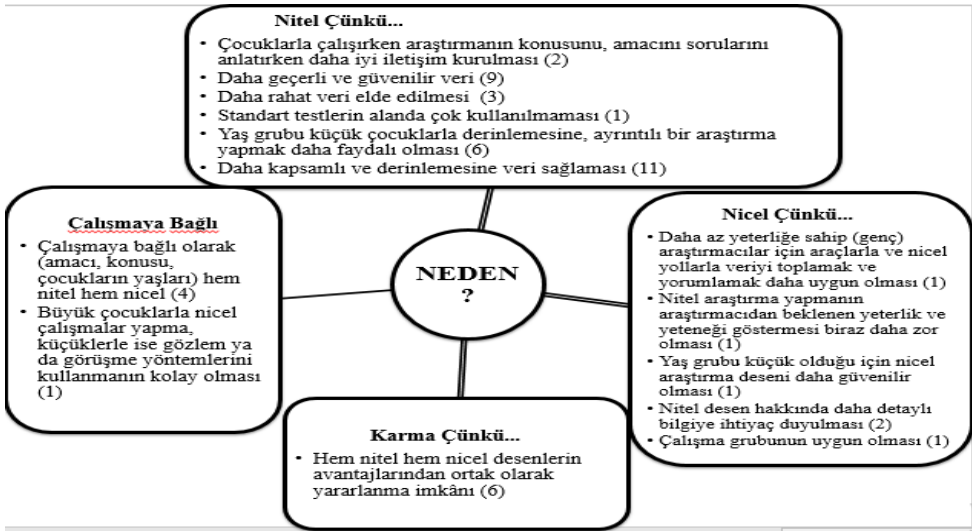 Nitel Çünkü...
• Çocuklarla çalışırken araştırmanın konusunu, amacını sorularını
anlatırken daha iyi iletişim kurulması (2)
• Daha geçerli ve güvenilir veri (9)
• Daha rahat veri elde edilmesi (3)
• Standart testlerin alanda çok kullanılmaması (1)
• Yaş grubu küçük çocuklarla derinlemesine, ayrıntılı bir araştırma
yapmak daha faydalı olması (6)
• Daha kapsamlı ve derinlemesine veri sağlaması (11)
Çalışmaya Bağlı
• Çalışmaya bağlı olarak
(amacı, konusu,
çocukların yaşları) hem
nitel hem nicel (4)
• Büyük çocuklarla nicel
çalışmalar yapma,
küçüklerle ise gözlem ya
da görüşme yöntemlerini
kullanmanın kolay olması
(1)
NEDEN
?
Nicel Çünkü...
• Daha az yeterliğe sahip (genç)
araştırmacılar için araçlarla ve nicel
yollarla veriyi toplamak ve
yorumlamak daha uygun olması (1)
• Nitel araştırma yapmanın
araştırmacıdan beklenen yeterlik ve
yeteneği göstermesi biraz daha zor
olması (1)
• Yaş grubu küçük olduğu için nicel
araştırma deseni daha güvenilir
olması (1)
• Nitel desen hakkında daha detaylı
bilgiye ihtiyaç duyulması (2)
• Çalışma grubunun uygun olması (1)
Karma Çünkü...
• Hem nitel hem nicel desenlerin
avantajlarından ortak olarak
yararlanma imkânı (6)